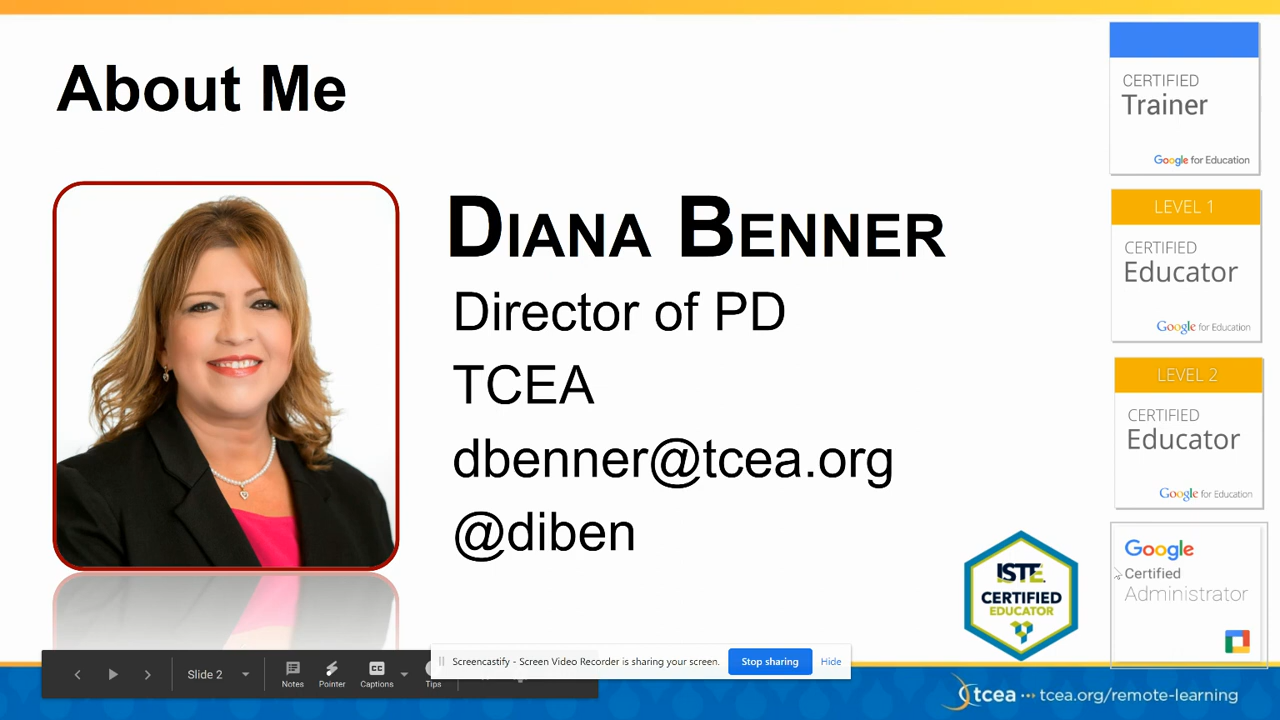 About Me
DIANA BENNER
Director of PD
TCEA
dbenner@tcea.org
@diben
CERTIFIED
Trainer
Google for Education
LEVEL 1
CERTIFIED
Educator
Google for Education
LEVEL 2
CERTIFIED
Educator
Google for Education
Google
Certified
Administrator
ISTE
CERTIFIED
EDUCATOR
Slide 2
Notes
Pointer
CC
Captions
Tips
Screencastify - Screen Video Recorder is sharing your screen.
Stop sharing
Hide
tcea ··· tcea.org/remote-learning